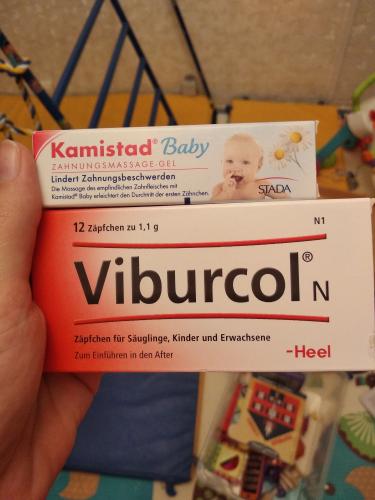 Kamistad® Baby
ZAHNUNGSMASSAGE-GEL
Lindert Zahnungsbeschwerden
Die Massage des empfindlichen Zahnfleisches mit
Kamistad® Baby erleichtert den Durchtritt der ersten Zähnchen.
STADA
12 Zäpfchen zu 1,1 g
N1
Viburcol® N
Zäpfchen für Säuglinge, Kinder und Erwachsene
Zum Einführen in den After
-Heel